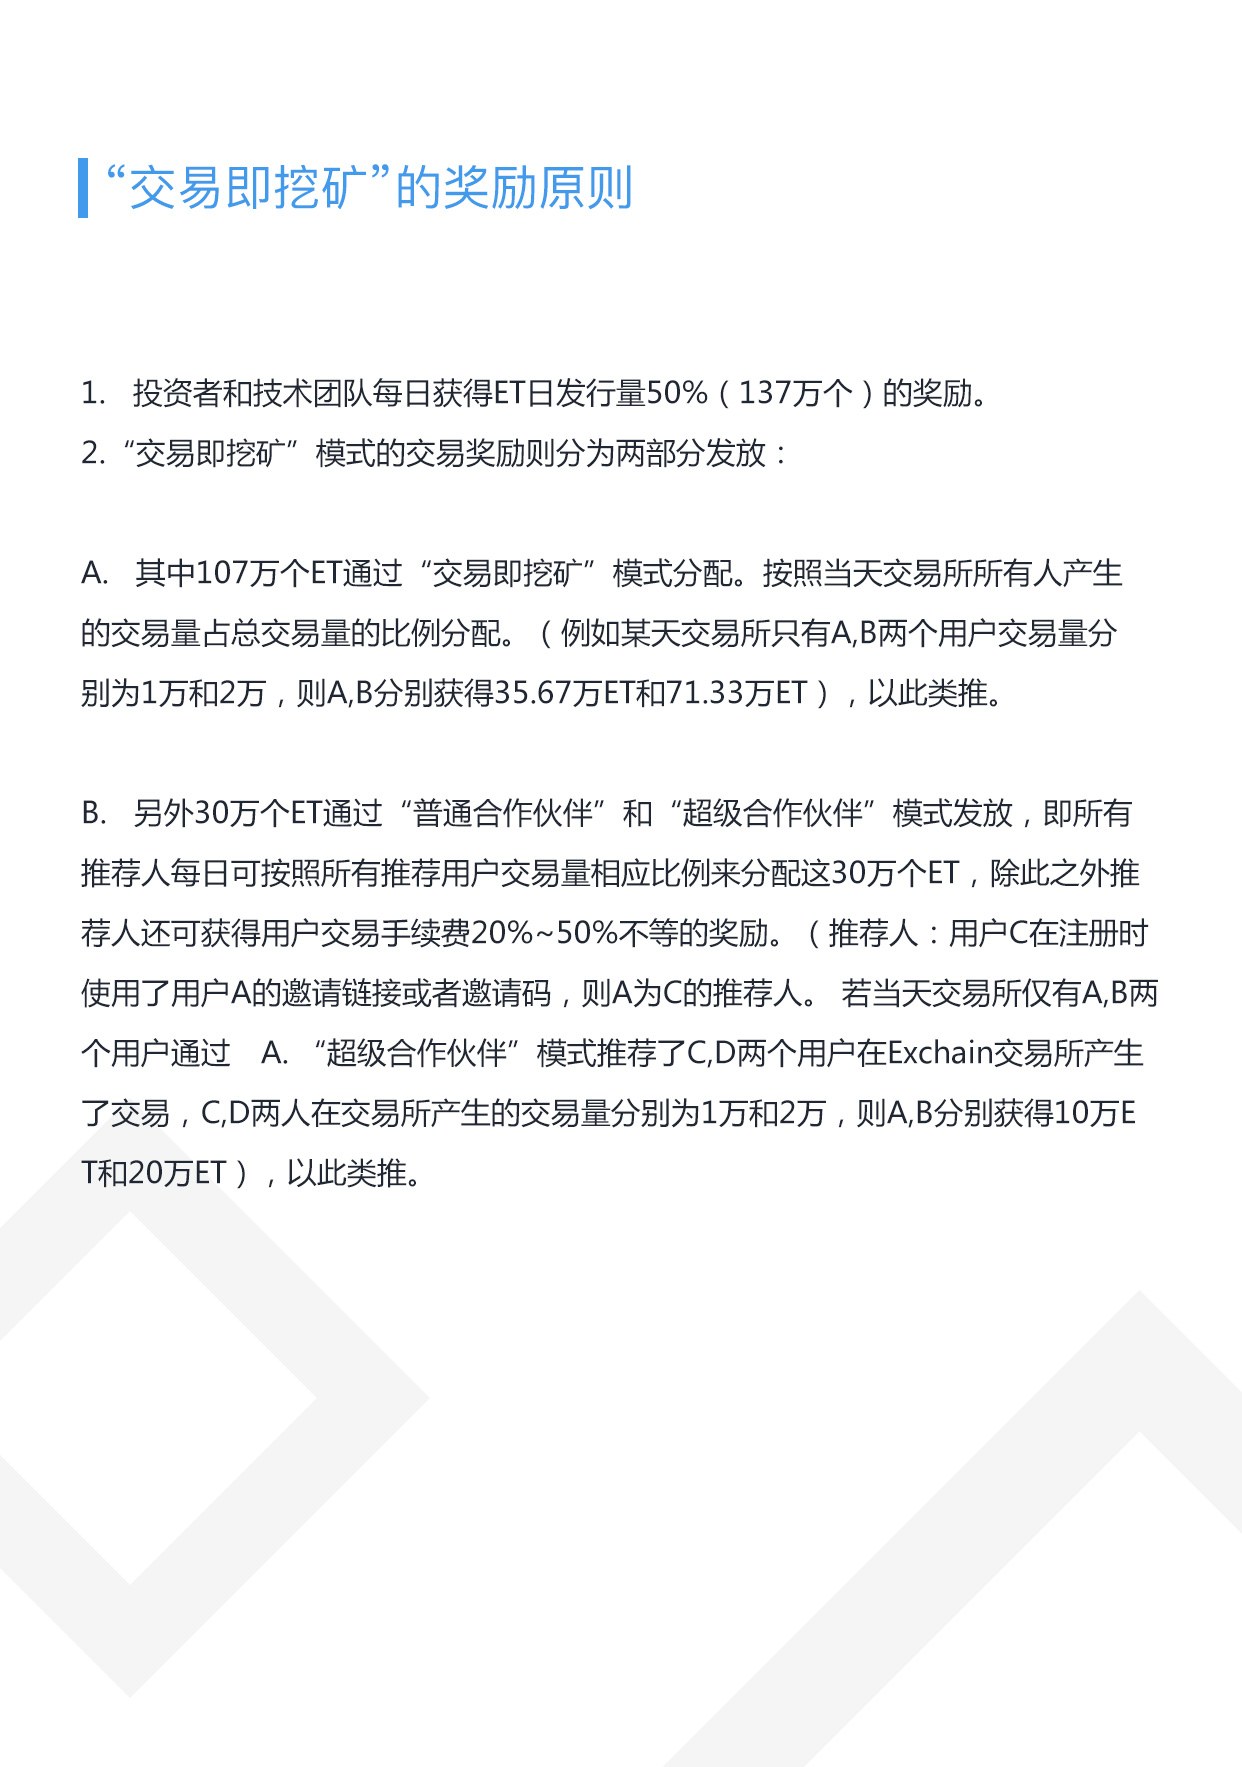 “交易即挖矿”的奖励原则
1. 投资者和技术团队每日获得ET日发行量50%（137万个）的奖励。
2.“交易即挖矿”模式的交易奖励则分为两部分发放：
A. 其中107万个ET通过“交易即挖矿”模式分配。按照当天交易所所有人产生
的交易量占总交易量的比例分配。（例如某天交易所只有A,B两个用户交易量分
别为1万和2万，则A,B分别获得35.67万ET和71.33万ET），以此类推。
B. 另外30万个ET通过“普通合作伙伴”和“超级合作伙伴”模式发放，即所有
推荐人每日可按照所有推荐用户交易量相应比例来分配这30万个ET，除此之外推
荐人还可获得用户交易手续费20%~50%不等的奖励。（推荐人：用户C在注册时
使用了用户A的邀请链接或者邀请码，则A为C的推荐人。 若当天交易所仅有A,B两
个用户通过 A. “超级合作伙伴”模式推荐了C,D两个用户在Exchain交易所产生
了交易，C,D两人在交易所产生的交易量分别为1万和2万，则A,B分别获得10万E
T和20万ET），以此类推。